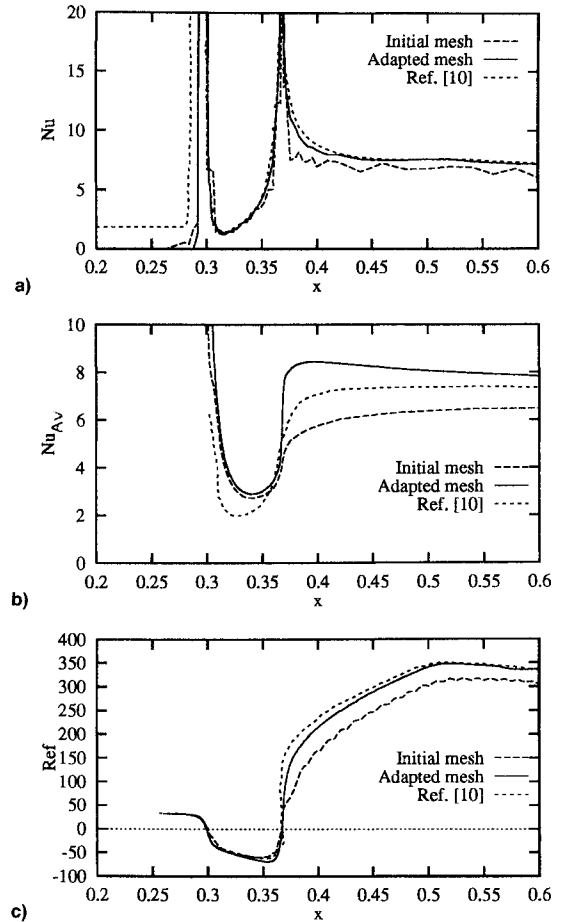 20
15
10
5
0
Nu
Initial mesh
Adapted mesh
Ref. [10]
0.2 0.25 0.3 0.35 0.4 0.45 0.5 0.55 0.6
x
a)
10
8
6
4
2
0
NuAv
Initial mesh
Adapted mesh
Ref. [10]
0.2 0.25 0.3 0.35 0.4 0.45 0.5 0.55 0.6
x
b)
400
350
300
250
200
150
100
50
0
-50
-100
Ref
Initial mesh
Adapted mesh
Ref. [10]
0.2 0.25 0.3 0.35 0.4 0.45 0.5 0.55 0.6
x
c)